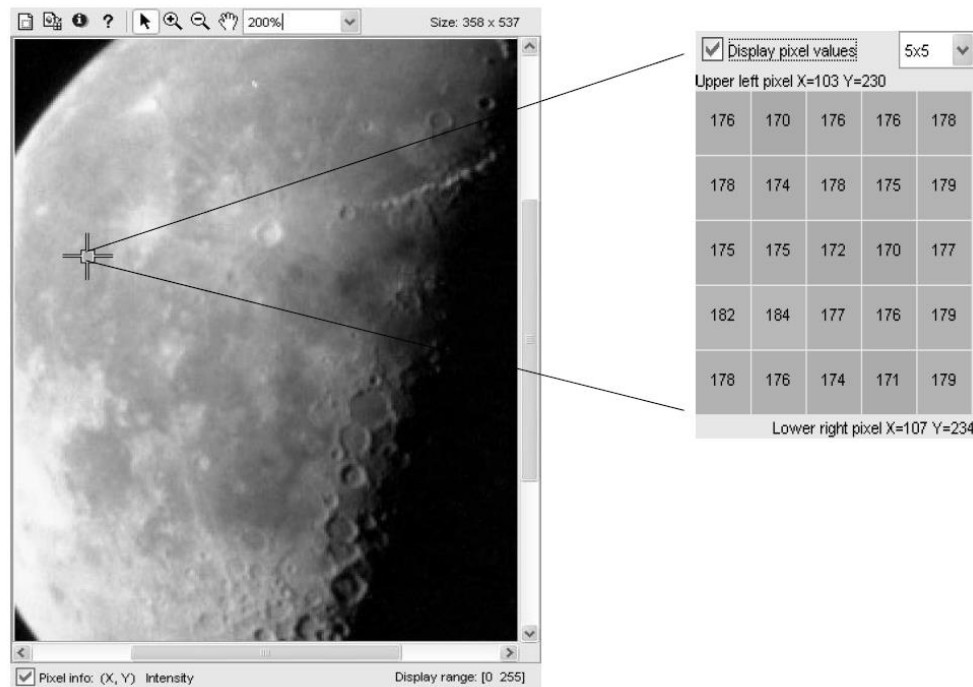 ? 200% Size: 358 x 537
Display pixel values 5x5
Upper left pixel X=103 Y=230
176 170 176 176 178
178 174 178 175 179
175 175 172 170 177
182 184 177 176 179
178 176 174 171 179
Lower right pixel X=107 Y=234
Pixel info: (X, Y) Intensity Display range: [0 255]